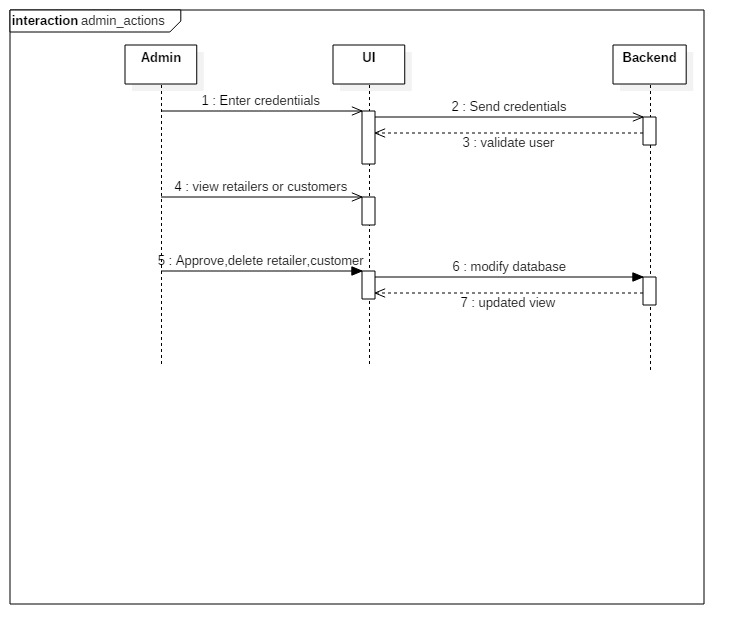 interaction admin_actions
Admin
UI
Backend
1 : Enter credentiials
2 : Send credentials
3 : validate user
4 : view retailers or customers
5 : Approve,delete retailer,customer
6 : modify database
7 : updated view